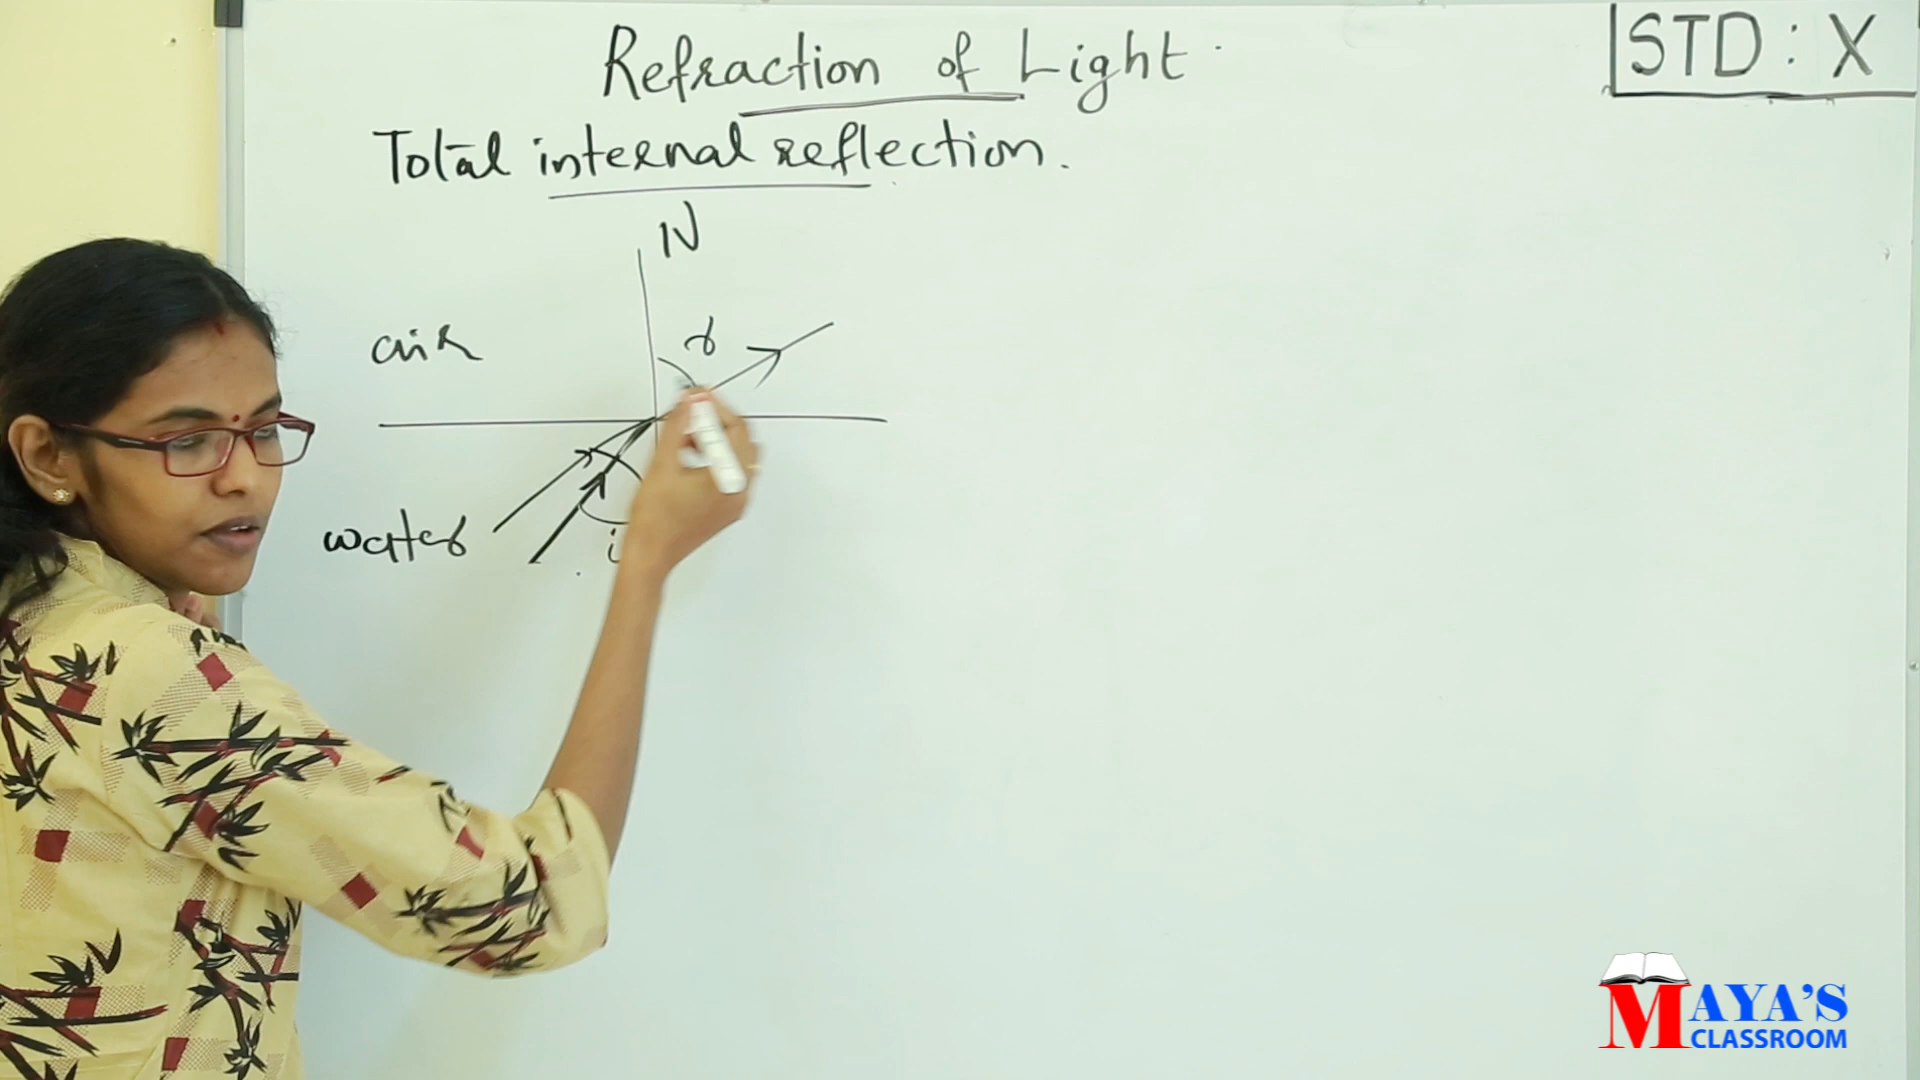 Refraction of Light
STD : X
Total internal reflection.
N
air
r
water
i
MAYA'S
CLASSROOM